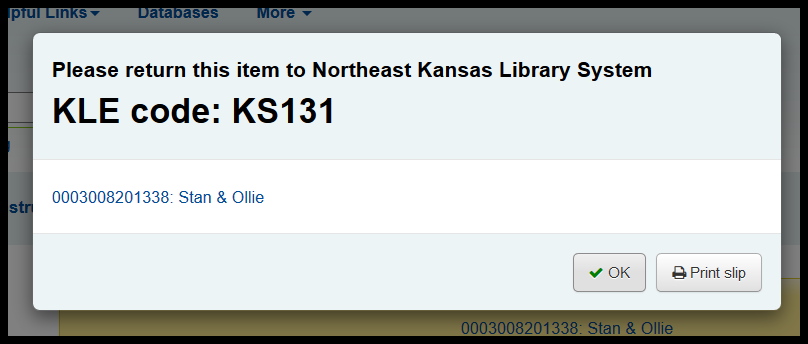 lpful Links
Databases
More
Please return this item to Northeast Kansas Library System
KLE code: KS131
0003008201338: Stan & Ollie
OK
Print slip
0003008201338: Stan & Ollie